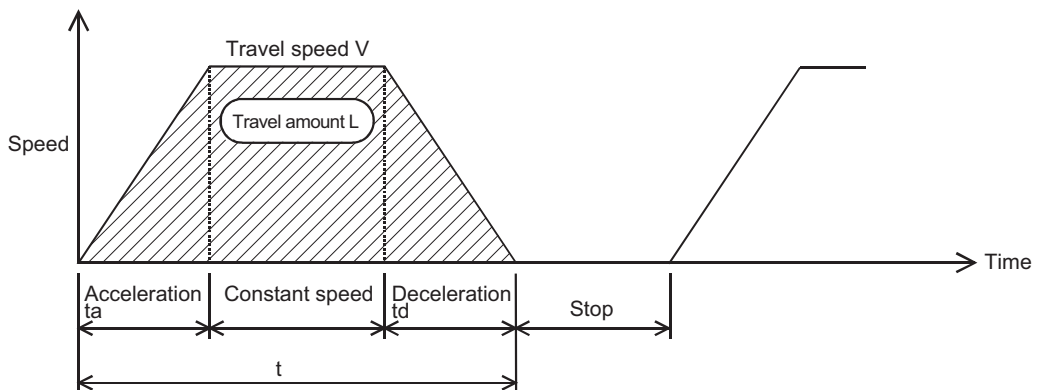 Travel speed V
Travel amount L
Speed
Time
Acceleration
ta
Constant speed
Deceleration
td
Stop
t